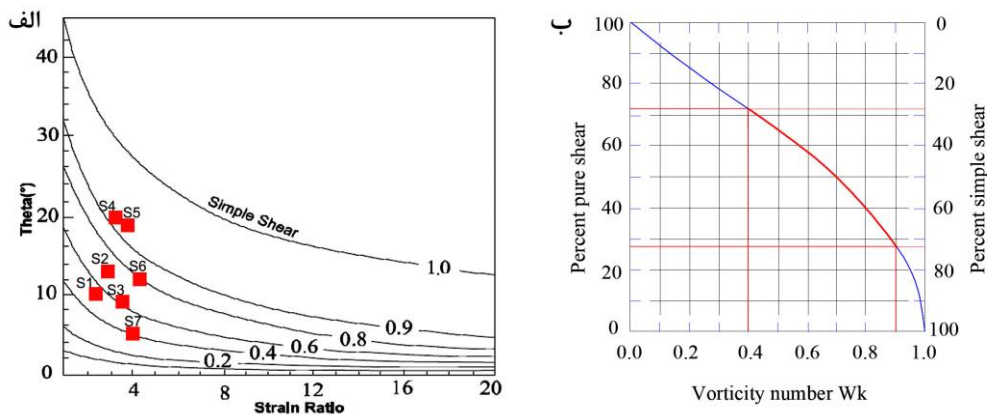 الف
40
30
20
10
0
Theta(°)
S4
S5
S2
S6
S1
S3
S7
Simple Shear
1.0
0.9
0.8
0.6
0.4
0.2
4
8
12
16
20
Strain Ratio
ب
100
80
60
40
20
0
Percent pure shear
0
20
40
60
80
100
Percent simple shear
0.0
0.2
0.4
0.6
0.8
1.0
Vorticity number Wk